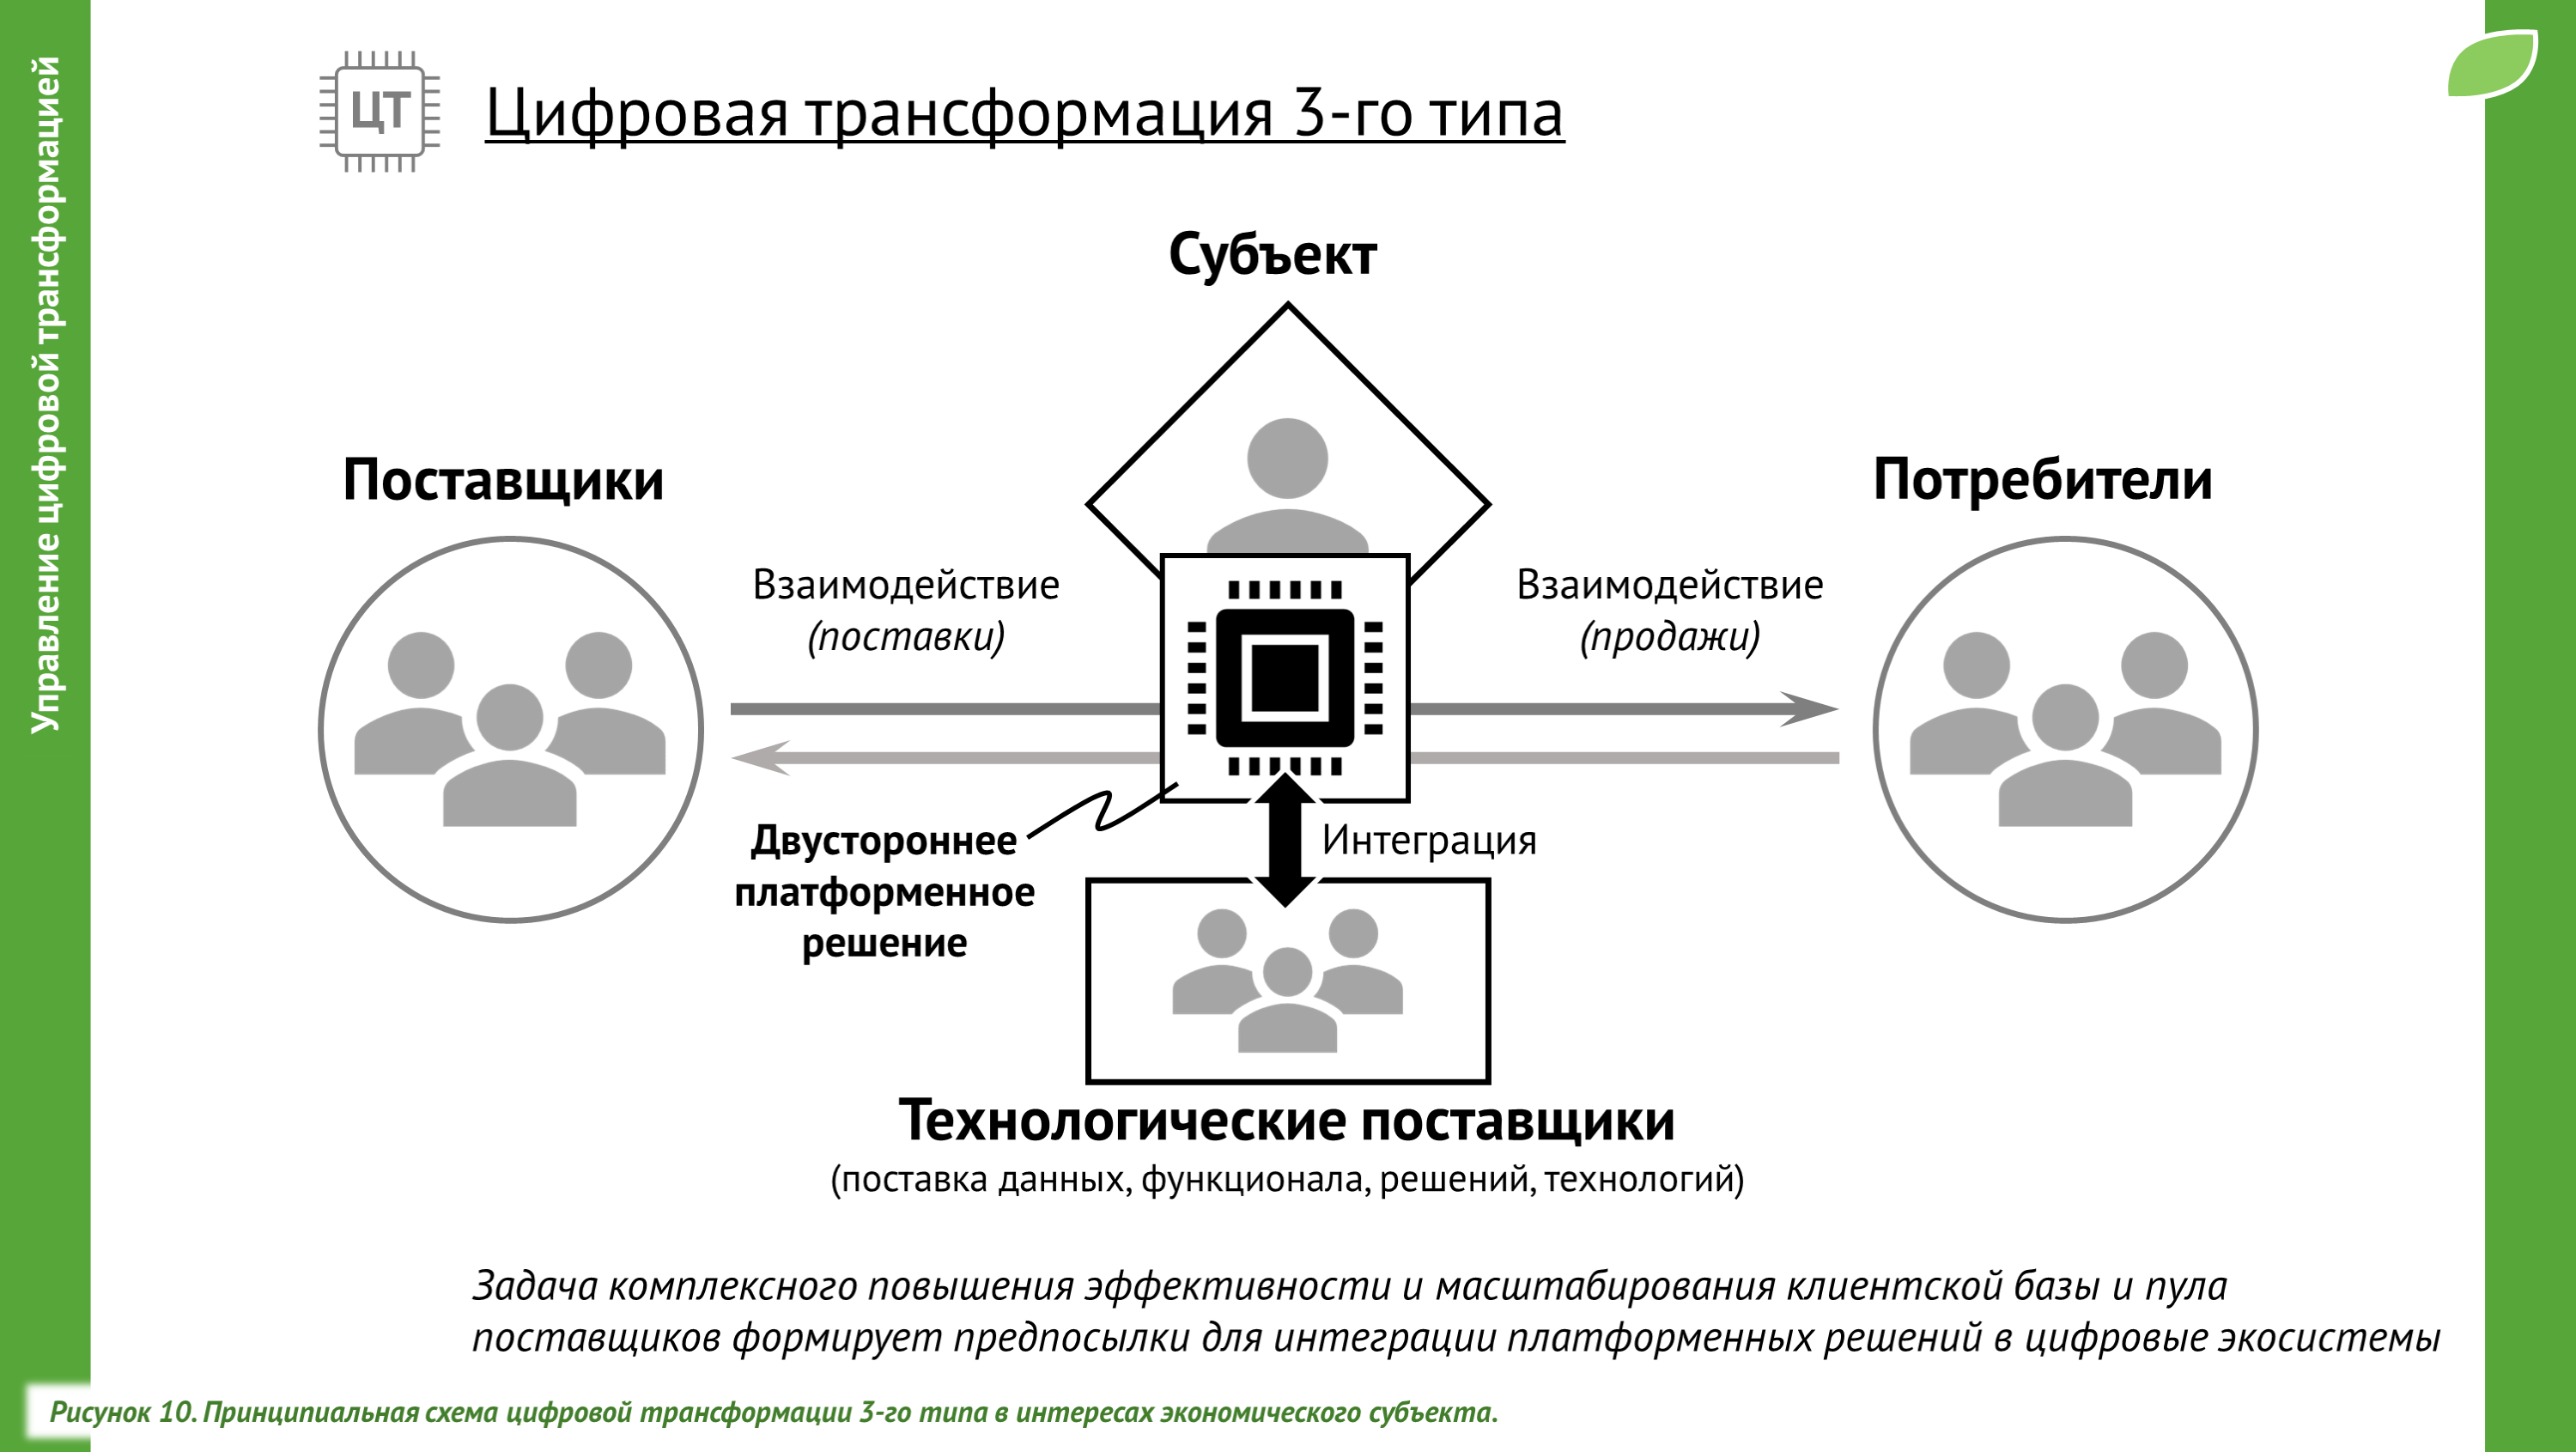 Управление цифровой трансформацией
ЦТ
Цифровая трансформация 3-го типа
Субъект
Поставщики
Потребители
Взаимодействие
(поставки)
Взаимодействие
(продажи)
Двустороннее
платформенное
решение
Интеграция
Технологические поставщики
(поставка данных, функционала, решений, технологий)
Задача комплексного повышения эффективности и масштабирования клиентской базы и пула
поставщиков формирует предпосылки для интеграции платформенных решений в цифровые экосистемы
Рисунок 10. Принципиальная схема цифровой трансформации 3-го типа в интересах экономического субъекта.